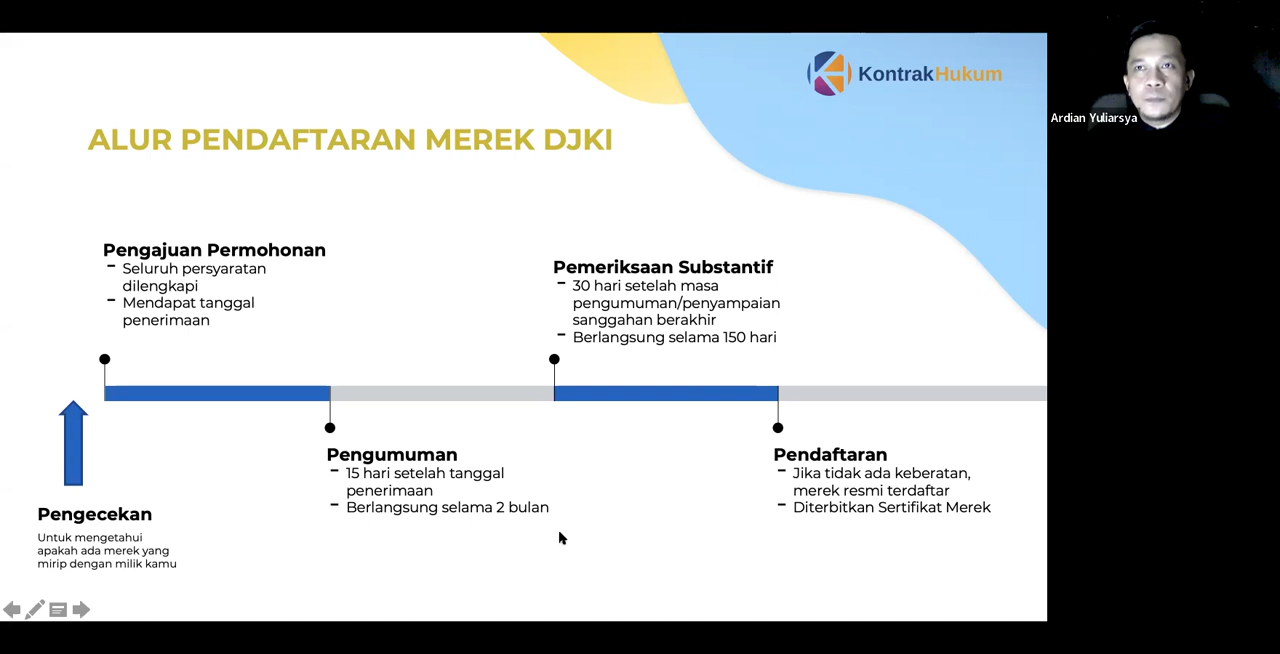 KontrakHukum
Ardian Yuliarsya
ALUR PENDAFTARAN MEREK DJKI
Pengajuan Permohonan
- Seluruh persyaratan
dilengkapi
- Mendapat tanggal
penerimaan
Pemeriksaan Substantif
- 30 hari setelah masa
pengumuman/penyampaian
sanggahan berakhir
- Berlangsung selama 150 hari
Pengecekan
Untuk mengetahui
apakah ada merek yang
mirip dengan milik kamu
Pengumuman
- 15 hari setelah tanggal
penerimaan
- Berlangsung selama 2 bulan
Pendaftaran
- Jika tidak ada keberatan,
merek resmi terdaftar
- Diterbitkan Sertifikat Merek